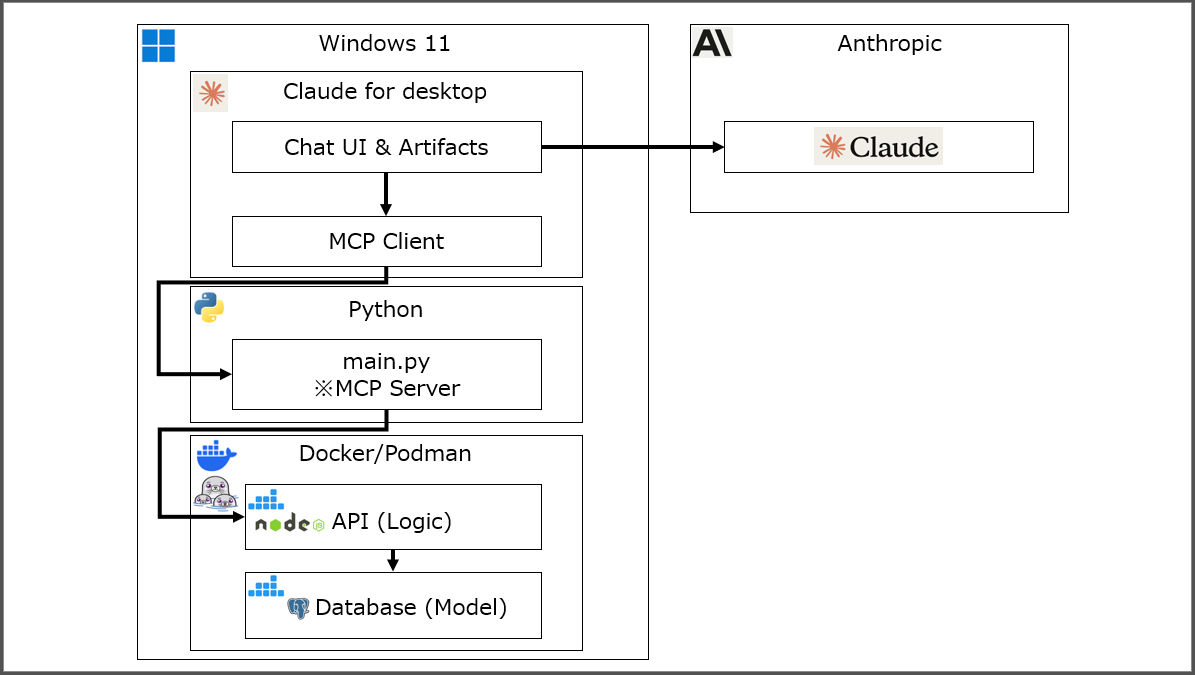 Windows 11
Claude for desktop
Chat UI & Artifacts
MCP Client
Python
main.py
※MCP Server
Docker/Podman
node JS API (Logic)
Database (Model)
Anthropic
Claude